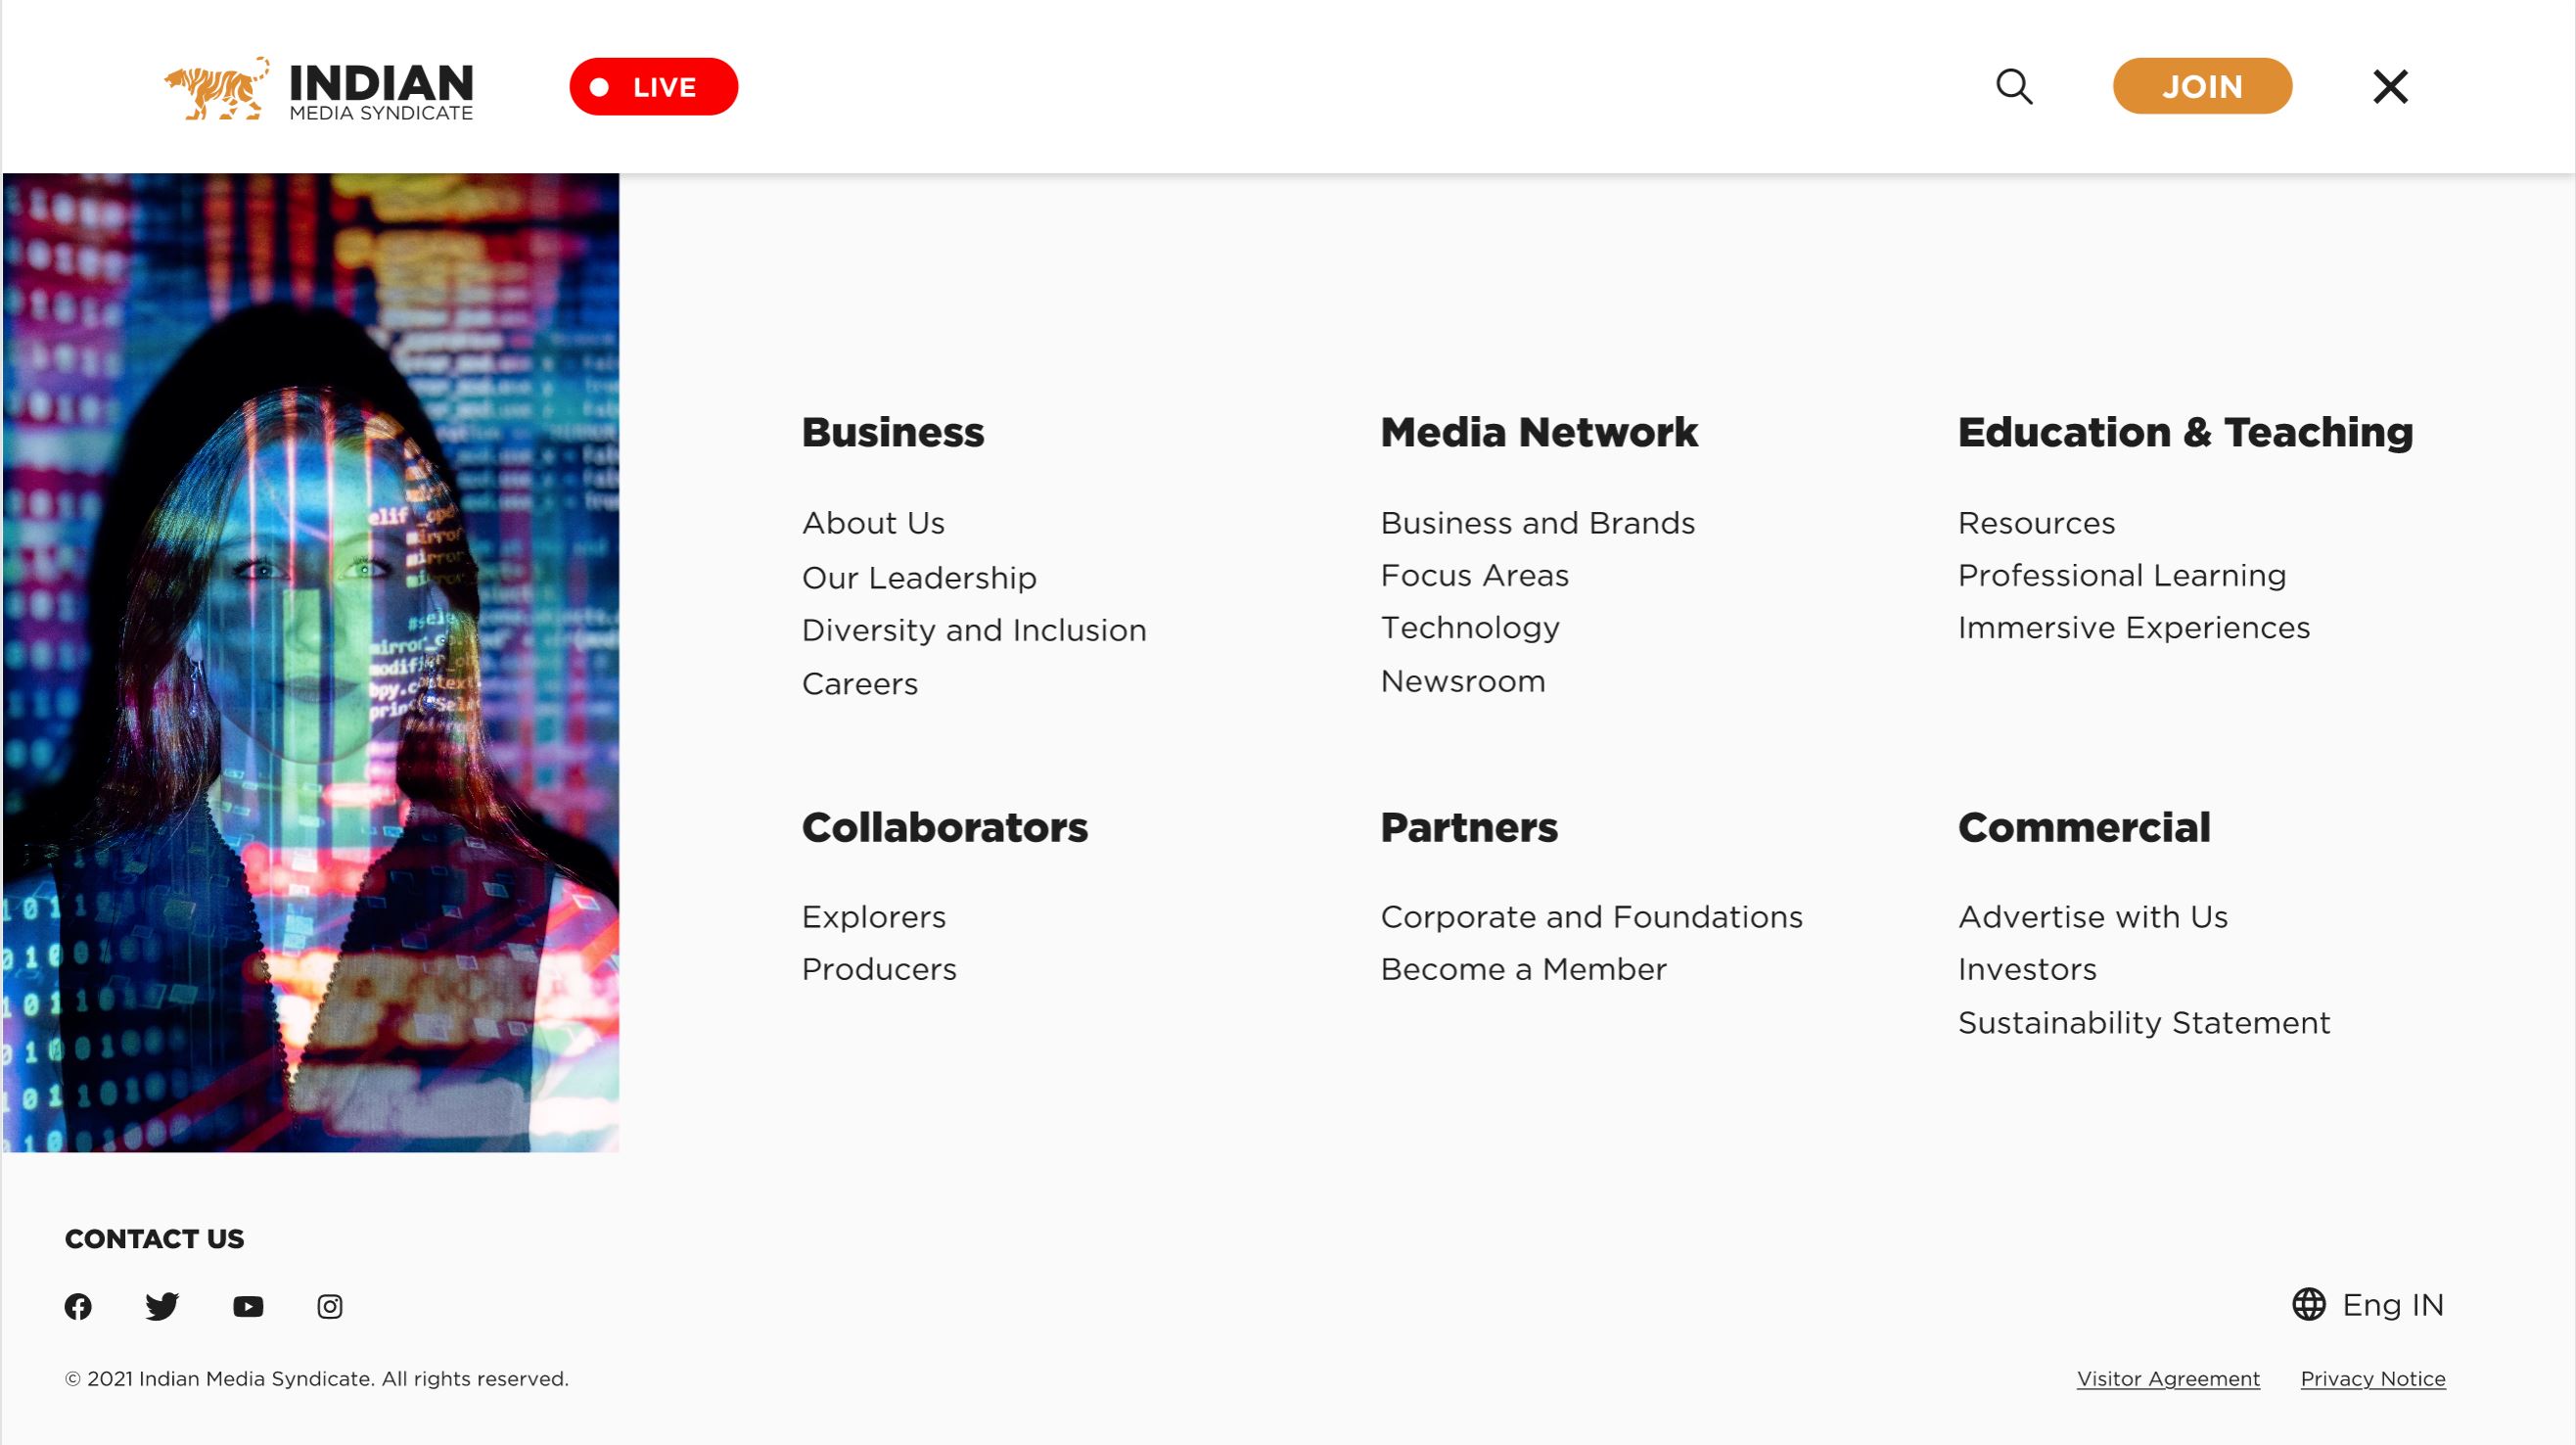 INDIAN
MEDIA SYNDICATE
LIVE
JOIN
elif
Business
About Us
Our Leadership
Diversity and Inclusion
Careers
Media Network
Business and Brands
Focus Areas
Technology
Newsroom
Education & Teaching
Resources
Professional Learning
Immersive Experiences
Collaborators
Explorers
Producers
Partners
Corporate and Foundations
Become a Member
Commercial
Advertise with Us
Investors
Sustainability Statement
CONTACT US
Eng IN
© 2021 Indian Media Syndicate. All rights reserved.
Visitor Agreement
Privacy Notice